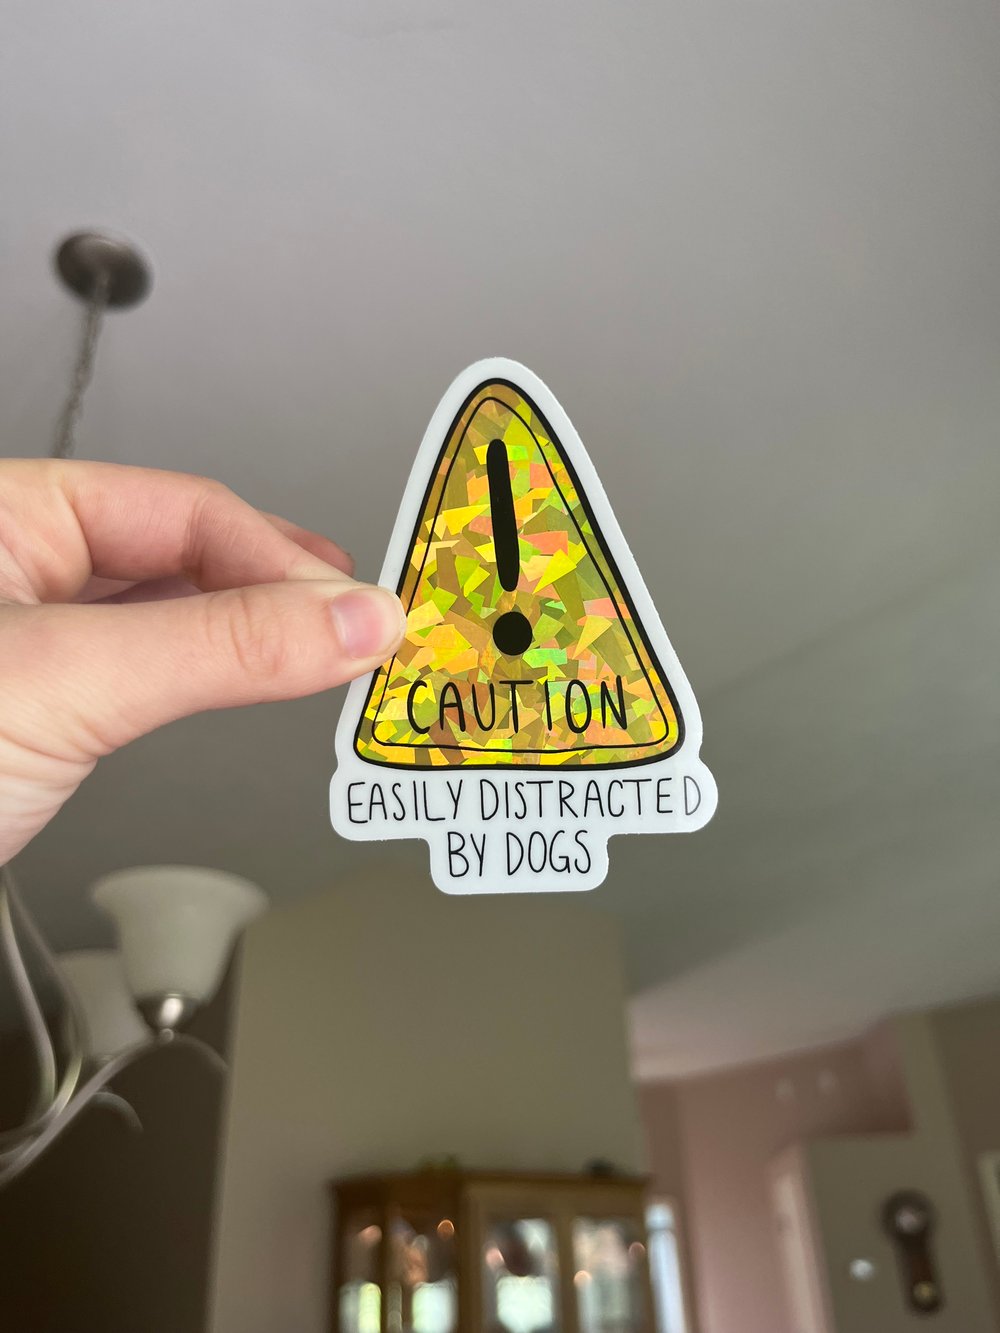 !
CAUTION
EASILY DISTRACTED
BY DOGS